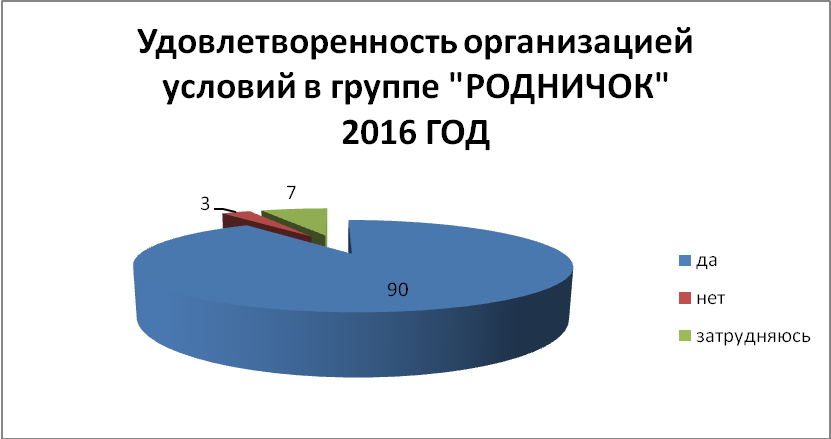 Удовлетворенность организацией
условий в группе "РОДНИЧОК"
2016 ГОД
3
7
90
да
нет
затрудняюсь